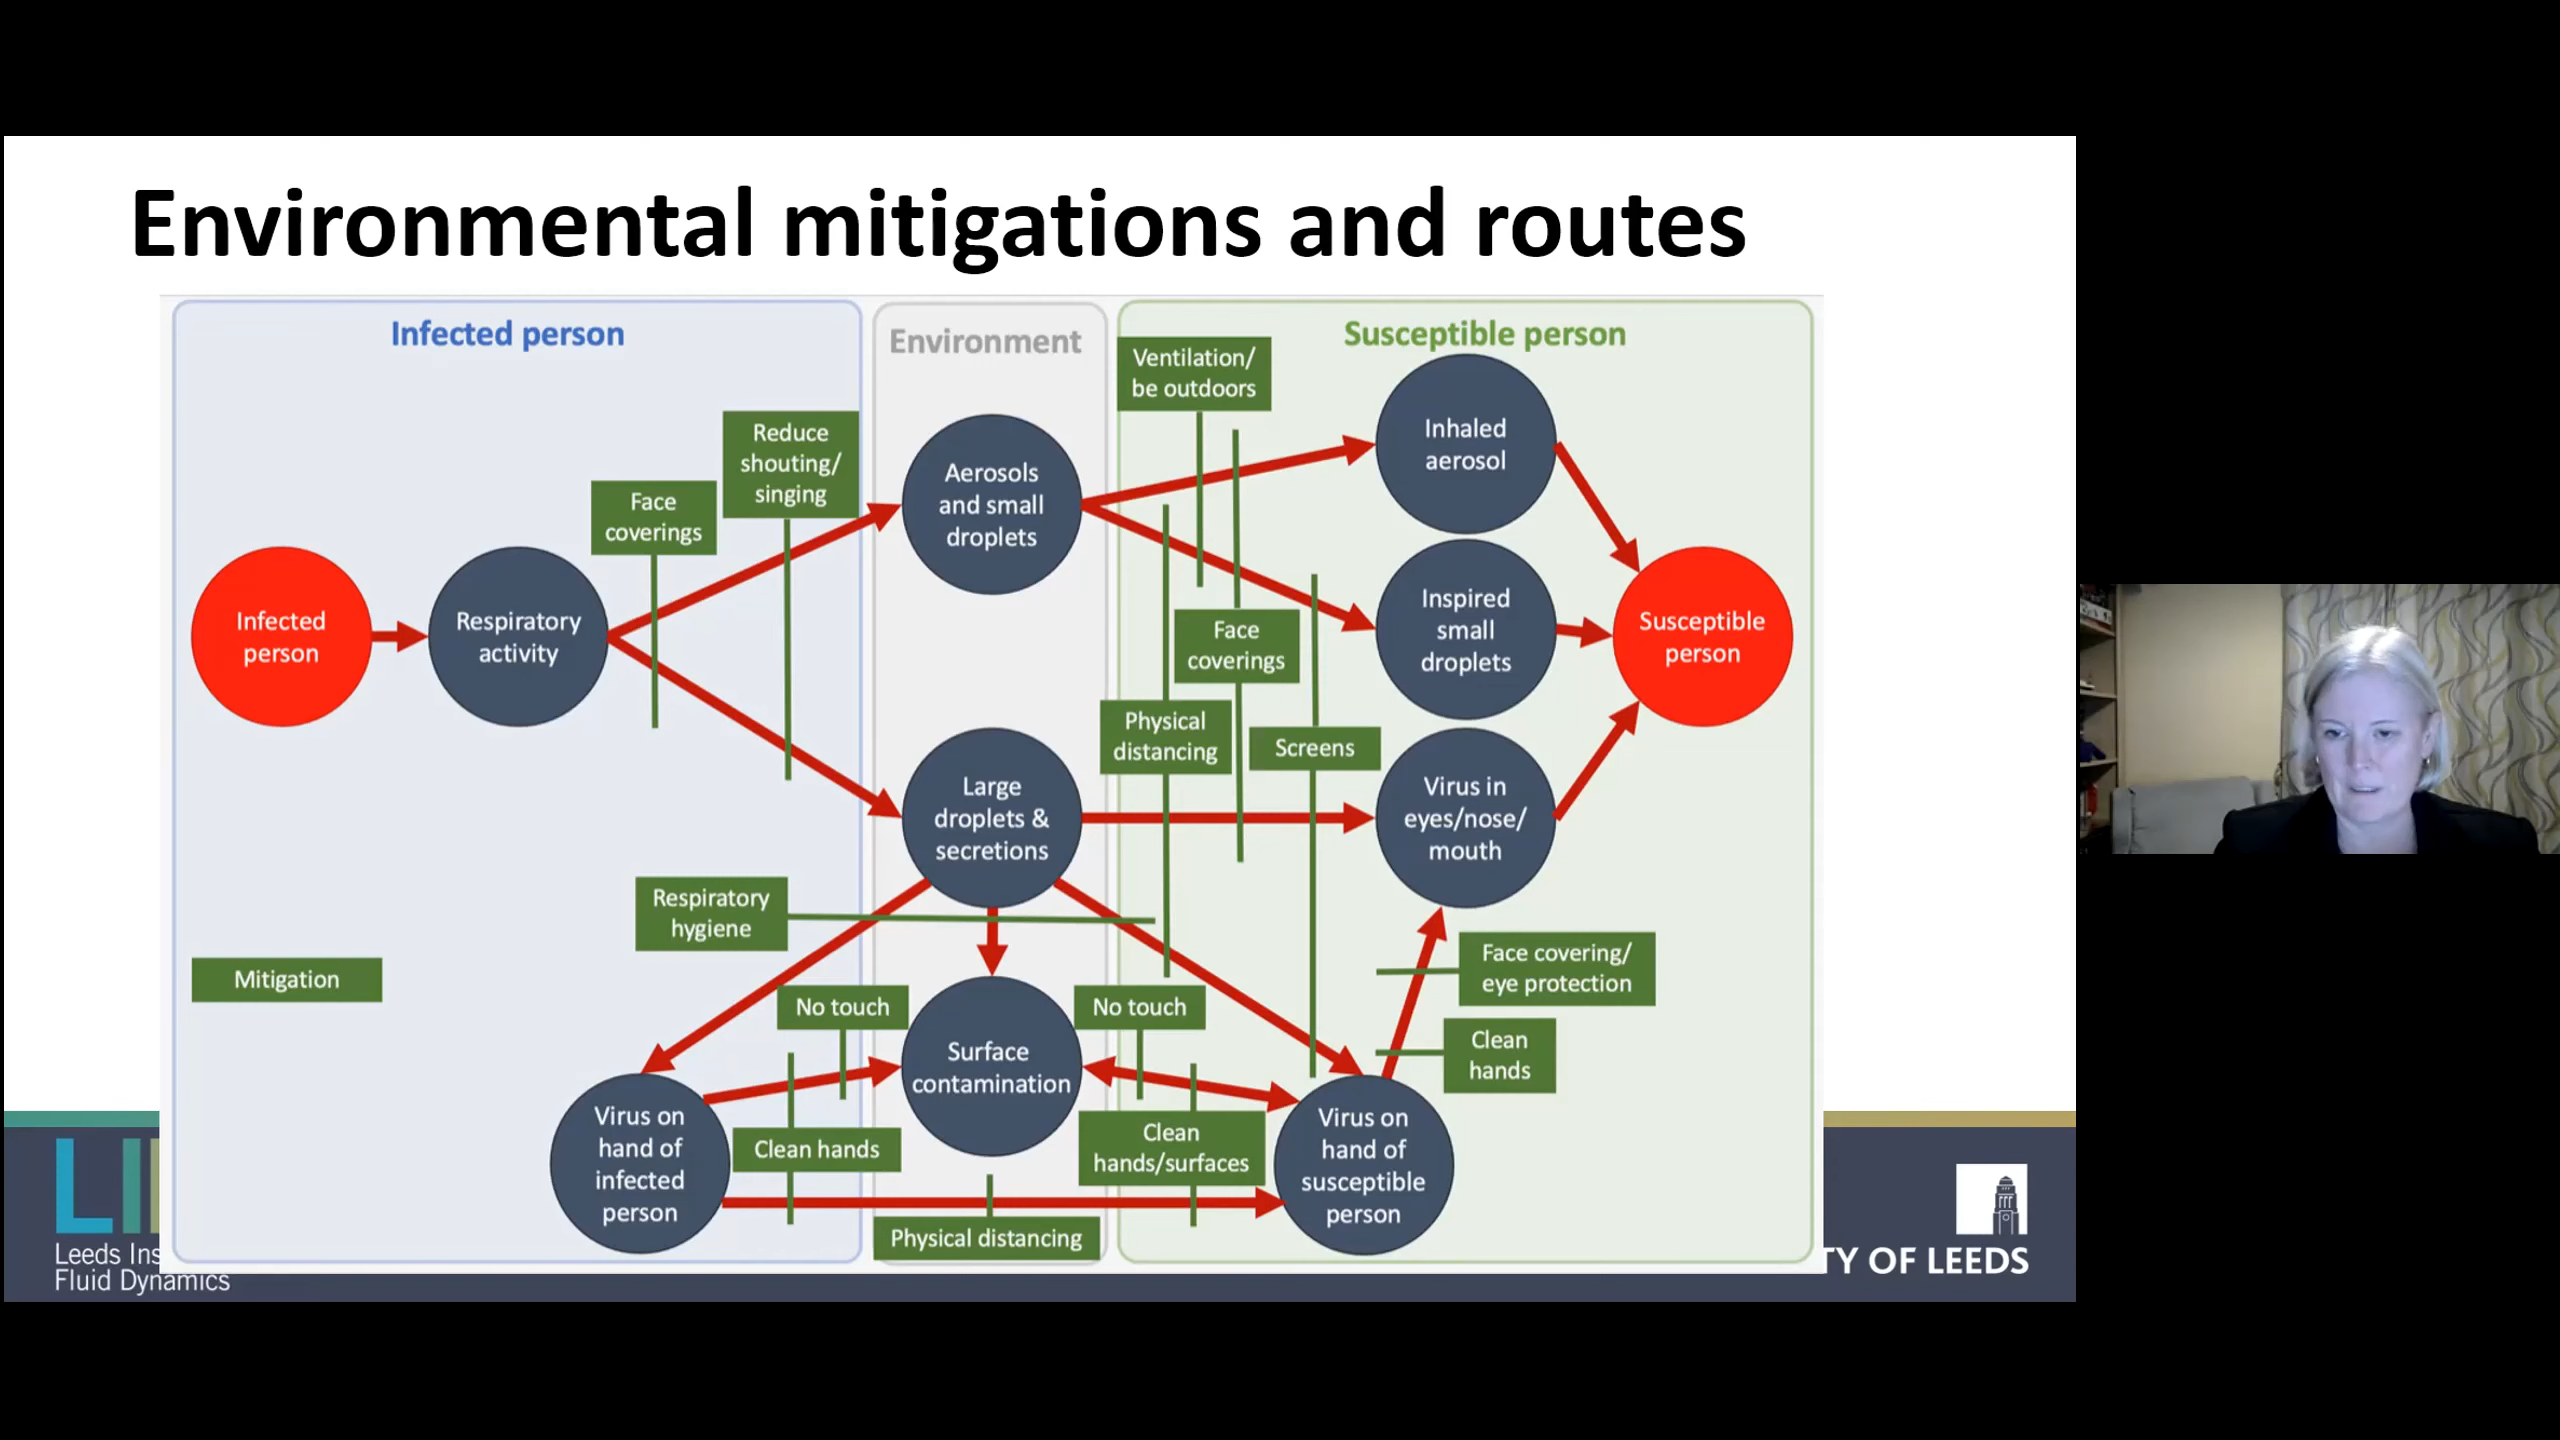 Environmental mitigations and routes
Infected person
Environment
Susceptible person
Ventilation/
be outdoors
Reduce
shouting/
singing
Face
coverings
Aerosols
and small
droplets
Inhaled
aerosol
Infected
person
Respiratory
activity
Inspired
small
droplets
Susceptible
person
Face
coverings
Physical
distancing
Screens
Large
droplets &
secretions
Virus in
eyes/nose/
mouth
Respiratory
hygiene
Mitigation
Face covering/
eye protection
No touch
No touch
Clean
hands
Surface
contamination
Virus on
hand of
infected
person
Clean hands
Clean
hands/surfaces
Virus on
hand of
susceptible
person
Physical distancing
LI
Leeds Ins
Fluid Dynamics
TY OF LEEDS